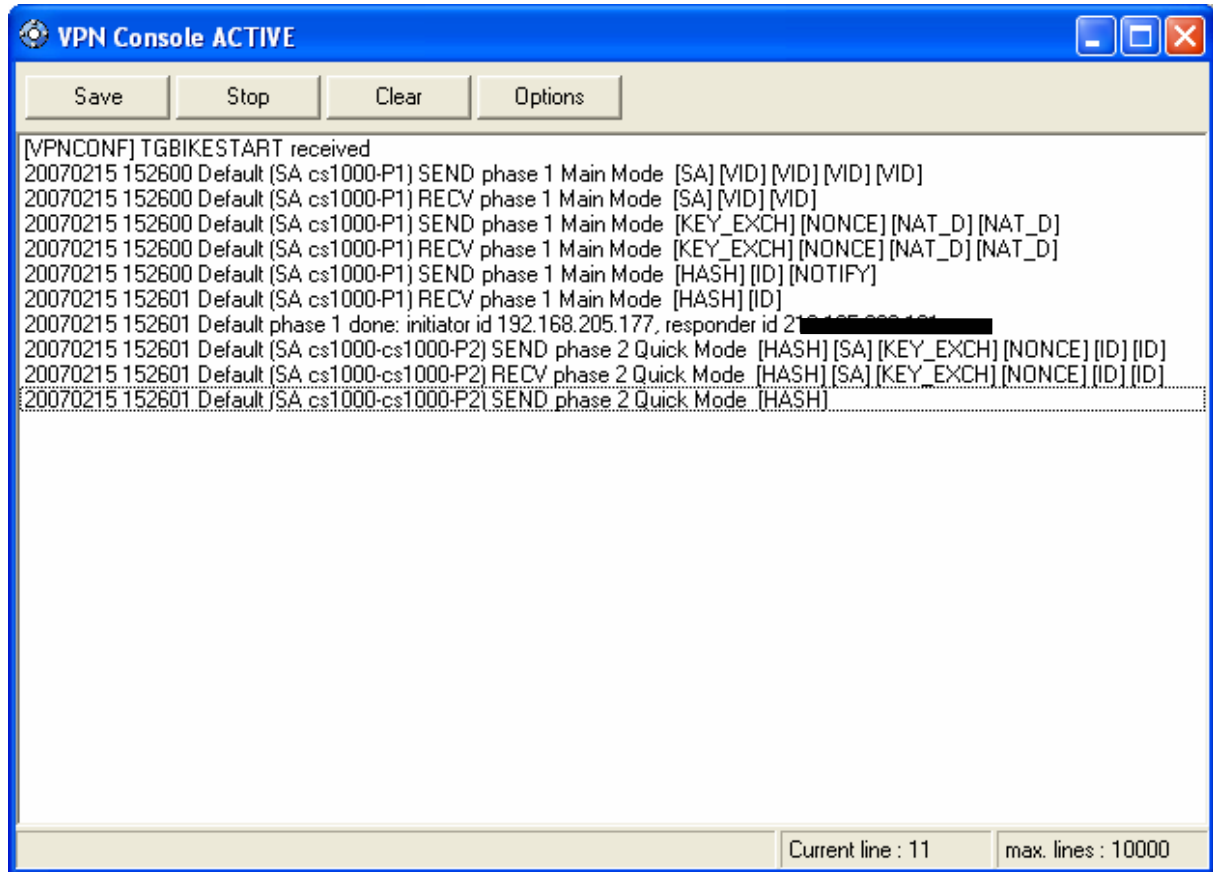 VPN Console ACTIVE
Save Stop Clear Options
[VPNCONF] TGBIKESTART received
20070215 152600 Default (SA cs1000-P1) SEND phase 1 Main Mode [SA] [VID] [VID] [VID] [VID]
20070215 152600 Default (SA cs1000-P1) RECV phase 1 Main Mode [SA] [VID] [VID]
20070215 152600 Default (SA cs1000-P1) SEND phase 1 Main Mode [KEY_EXCH] [NONCE] [NAT_D] [NAT_D]
20070215 152600 Default (SA cs1000-P1) RECV phase 1 Main Mode [KEY_EXCH] [NONCE] [NAT_D] [NAT_D]
20070215 152600 Default (SA cs1000-P1) SEND phase 1 Main Mode [HASH] [ID] [NOTIFY]
20070215 152601 Default (SA cs1000-P1) RECV phase 1 Main Mode [HASH] [ID]
20070215 152601 Default phase 1 done: initiator id 192.168.205.177, responder id
20070215 152601 Default (SA cs1000-cs1000-P2) SEND phase 2 Quick Mode [HASH] [SA] [KEY_EXCH] [NONCE] [ID] [ID]
20070215 152601 Default (SA cs1000-cs1000-P2) RECV phase 2 Quick Mode [HASH] [SA] [KEY_EXCH] [NONCE] [ID] [ID]
20070215 152601 Default (SA cs1000-cs1000-P2) SEND phase 2 Quick Mode [HASH]
Current line : 11 max. lines : 10000